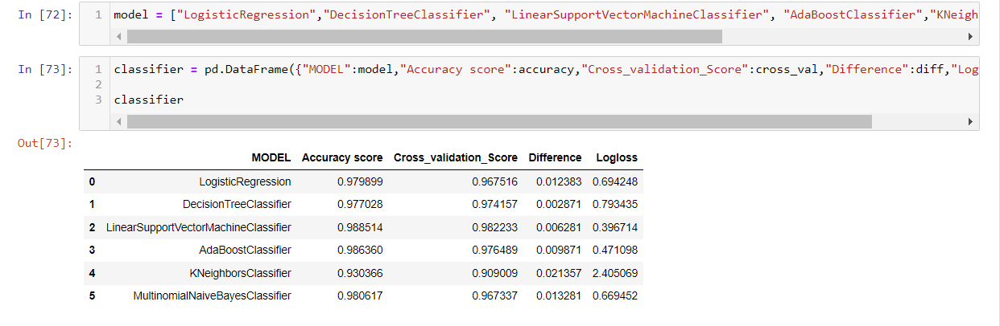 In [72]:
1 model = ["LogisticRegression","DecisionTreeClassifier", "LinearSupportVectorMachineClassifier", "AdaBoostClassifier","KNeigh
In [73]:
1 classifier = pd.DataFrame({"MODEL":model,"Accuracy score":accuracy,"Cross_validation_Score":cross_val,"Difference":diff,"Log
2
3 classifier
Out[73]:
MODEL Accuracy score Cross_validation_Score Difference Logloss
0 LogisticRegression 0.979899 0.967516 0.012383 0.694248
1 DecisionTreeClassifier 0.977028 0.974157 0.002871 0.793435
2 LinearSupportVectorMachineClassifier 0.988514 0.982233 0.006281 0.396714
3 AdaBoostClassifier 0.986360 0.976489 0.009871 0.471098
4 KNeighborsClassifier 0.930366 0.909009 0.021357 2.405069
5 MultinomialNaiveBayesClassifier 0.980617 0.967337 0.013281 0.669452